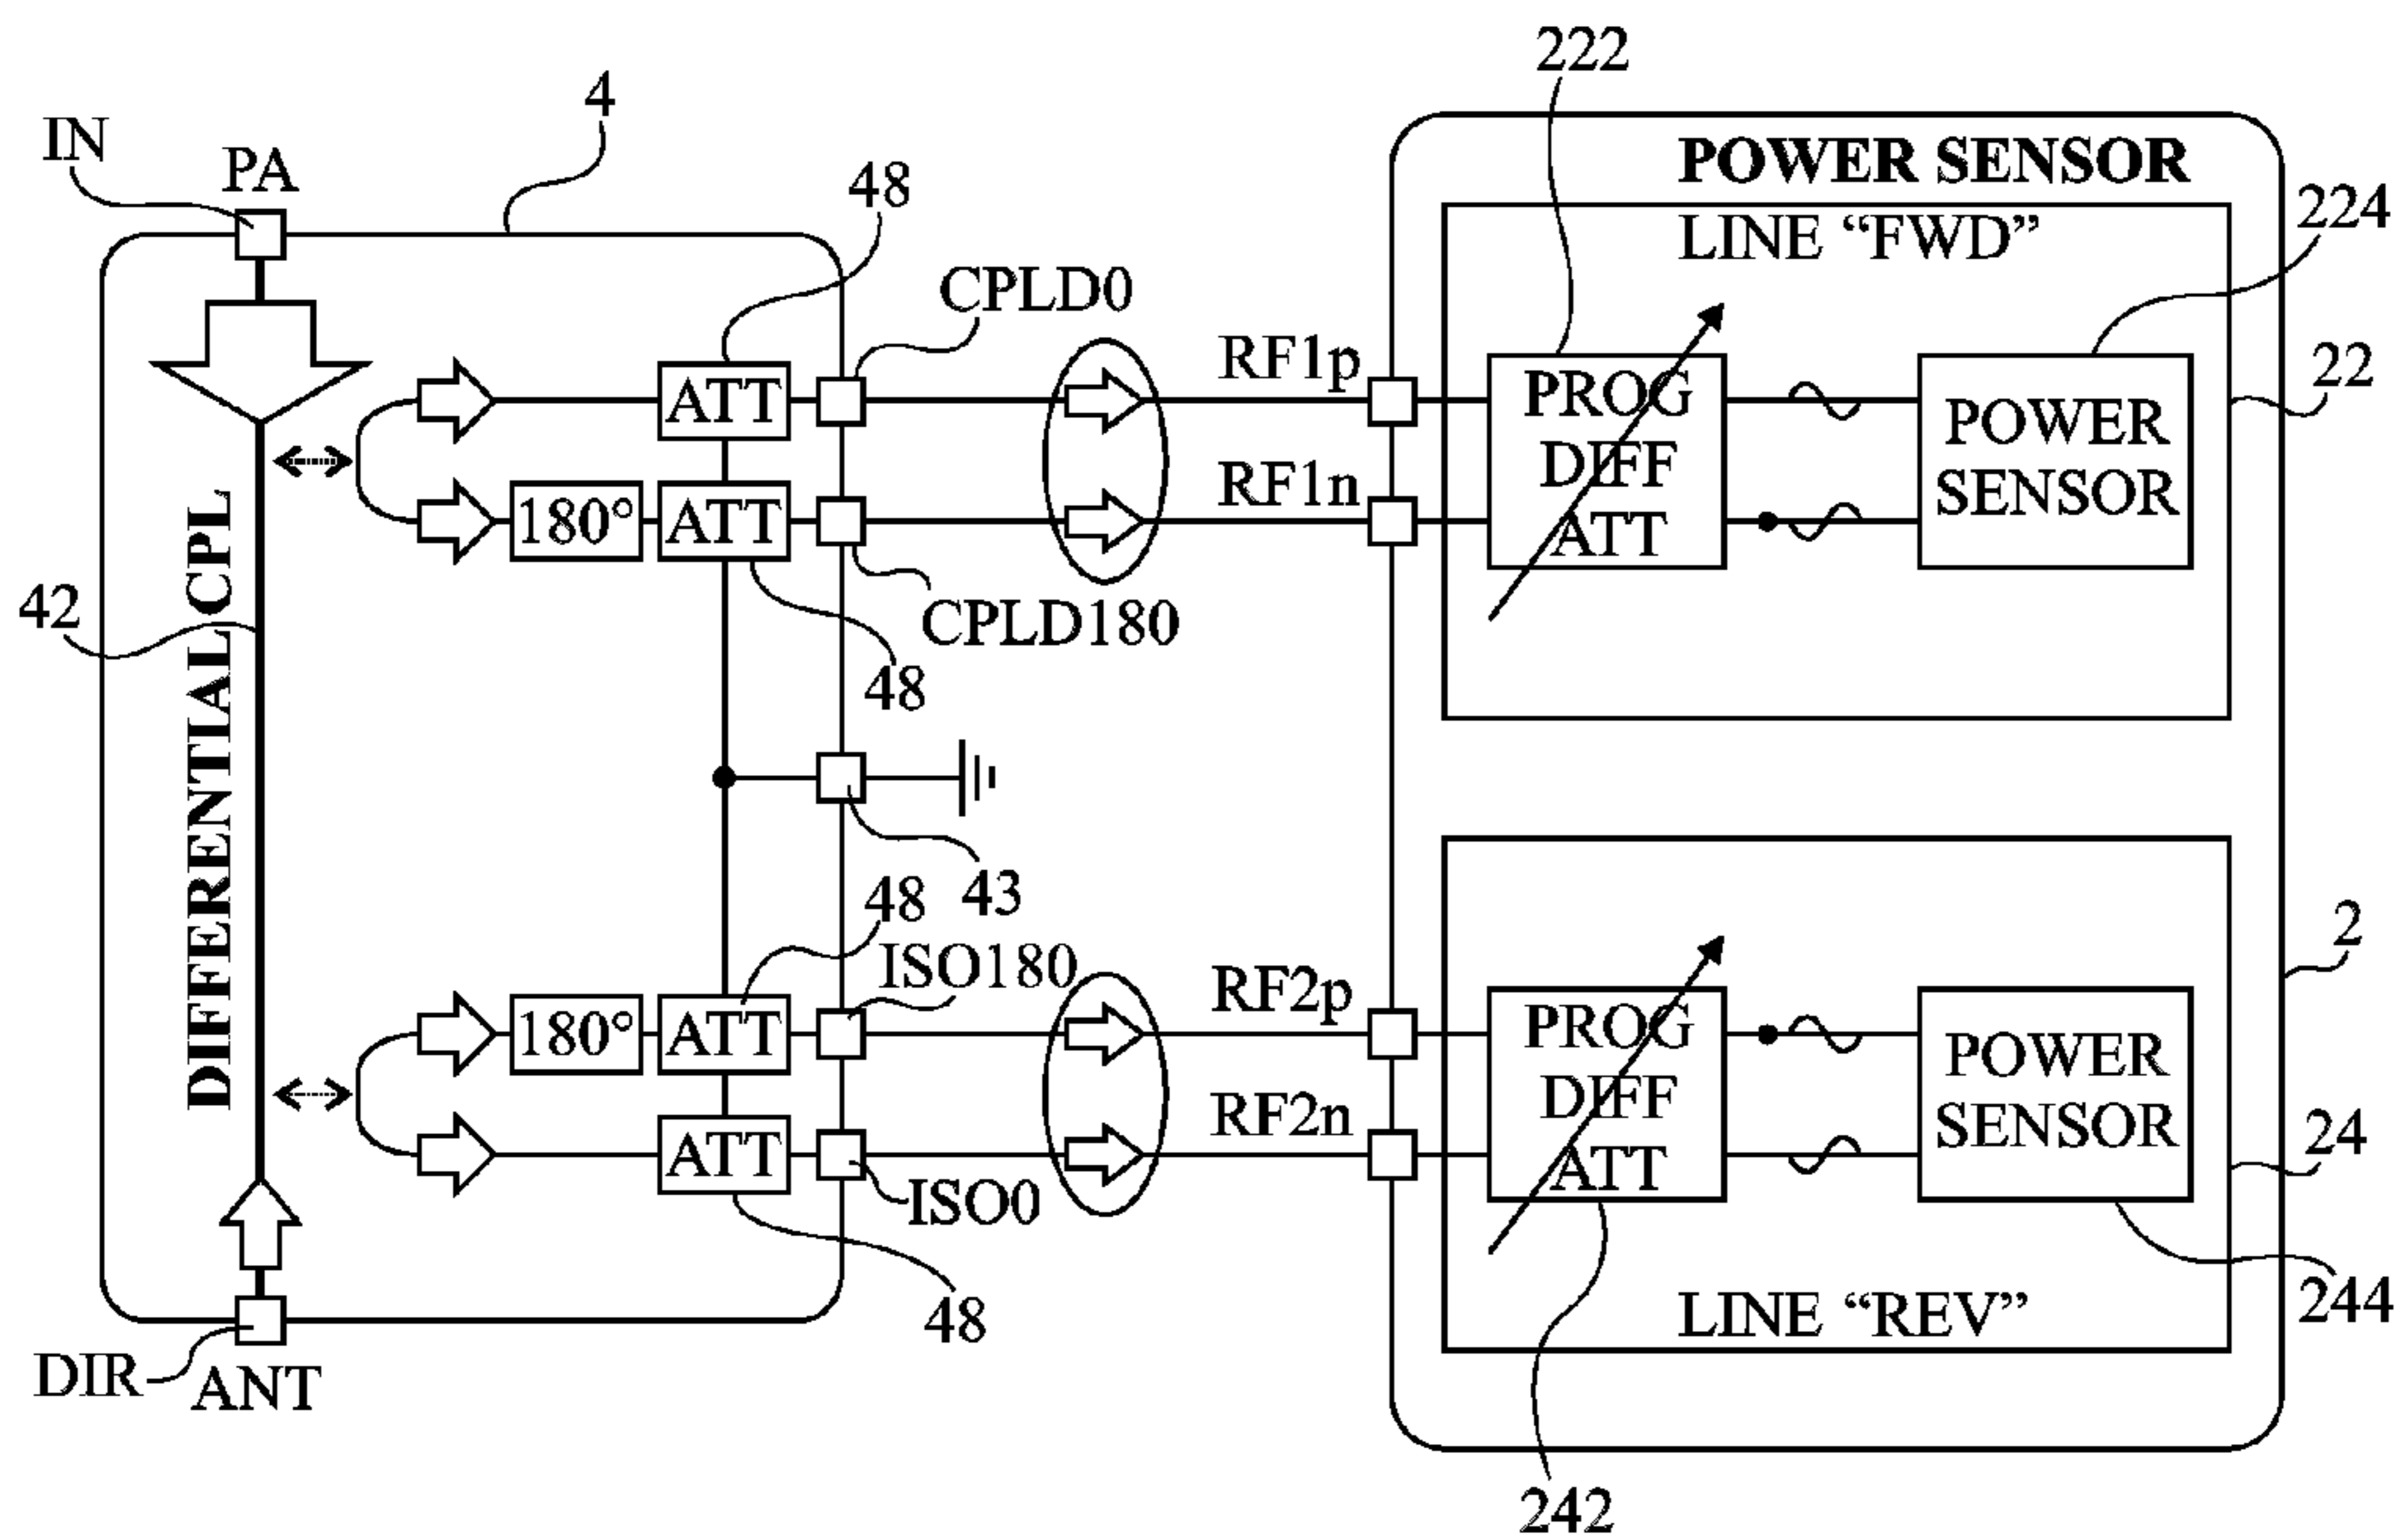 222
4
IN
PA
48
POWER SENSOR
LINE “FWD”
224
CPLD0
RF1p
22
ATT
PROG
DIFF
ATT
POWER
SENSOR
RF1n
180°
ATT
CPLD180
42
DIFFERENTIAL CPL
48
43
48
ISO180
2
RF2p
180°
ATT
PROG
DIFF
ATT
POWER
SENSOR
RF2n
24
ATT
ISO0
48
LINE “REV”
244
DIR
ANT
242